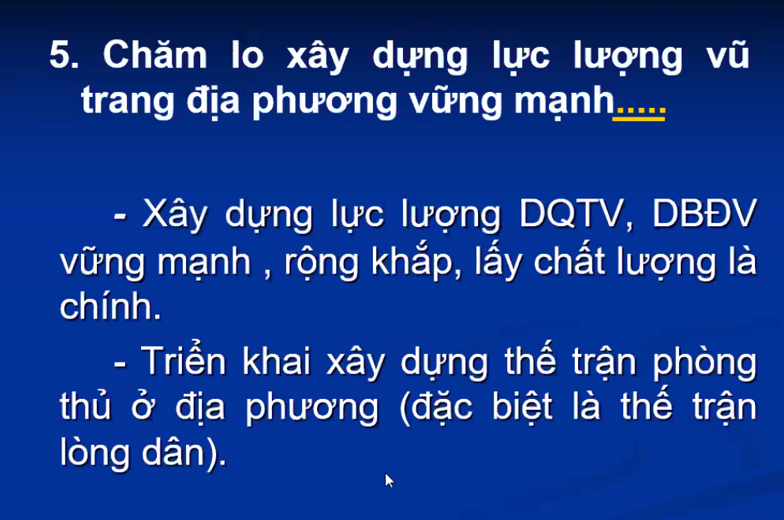 5. Chăm lo xây dựng lực lượng vũ
trang địa phương vững mạnh.....
- Xây dựng lực lượng DQTV, DBĐV
vững mạnh , rộng khắp, lấy chất lượng là
chính.
- Triển khai xây dựng thế trận phòng
thủ ở địa phương (đặc biệt là thế trận
lòng dân).